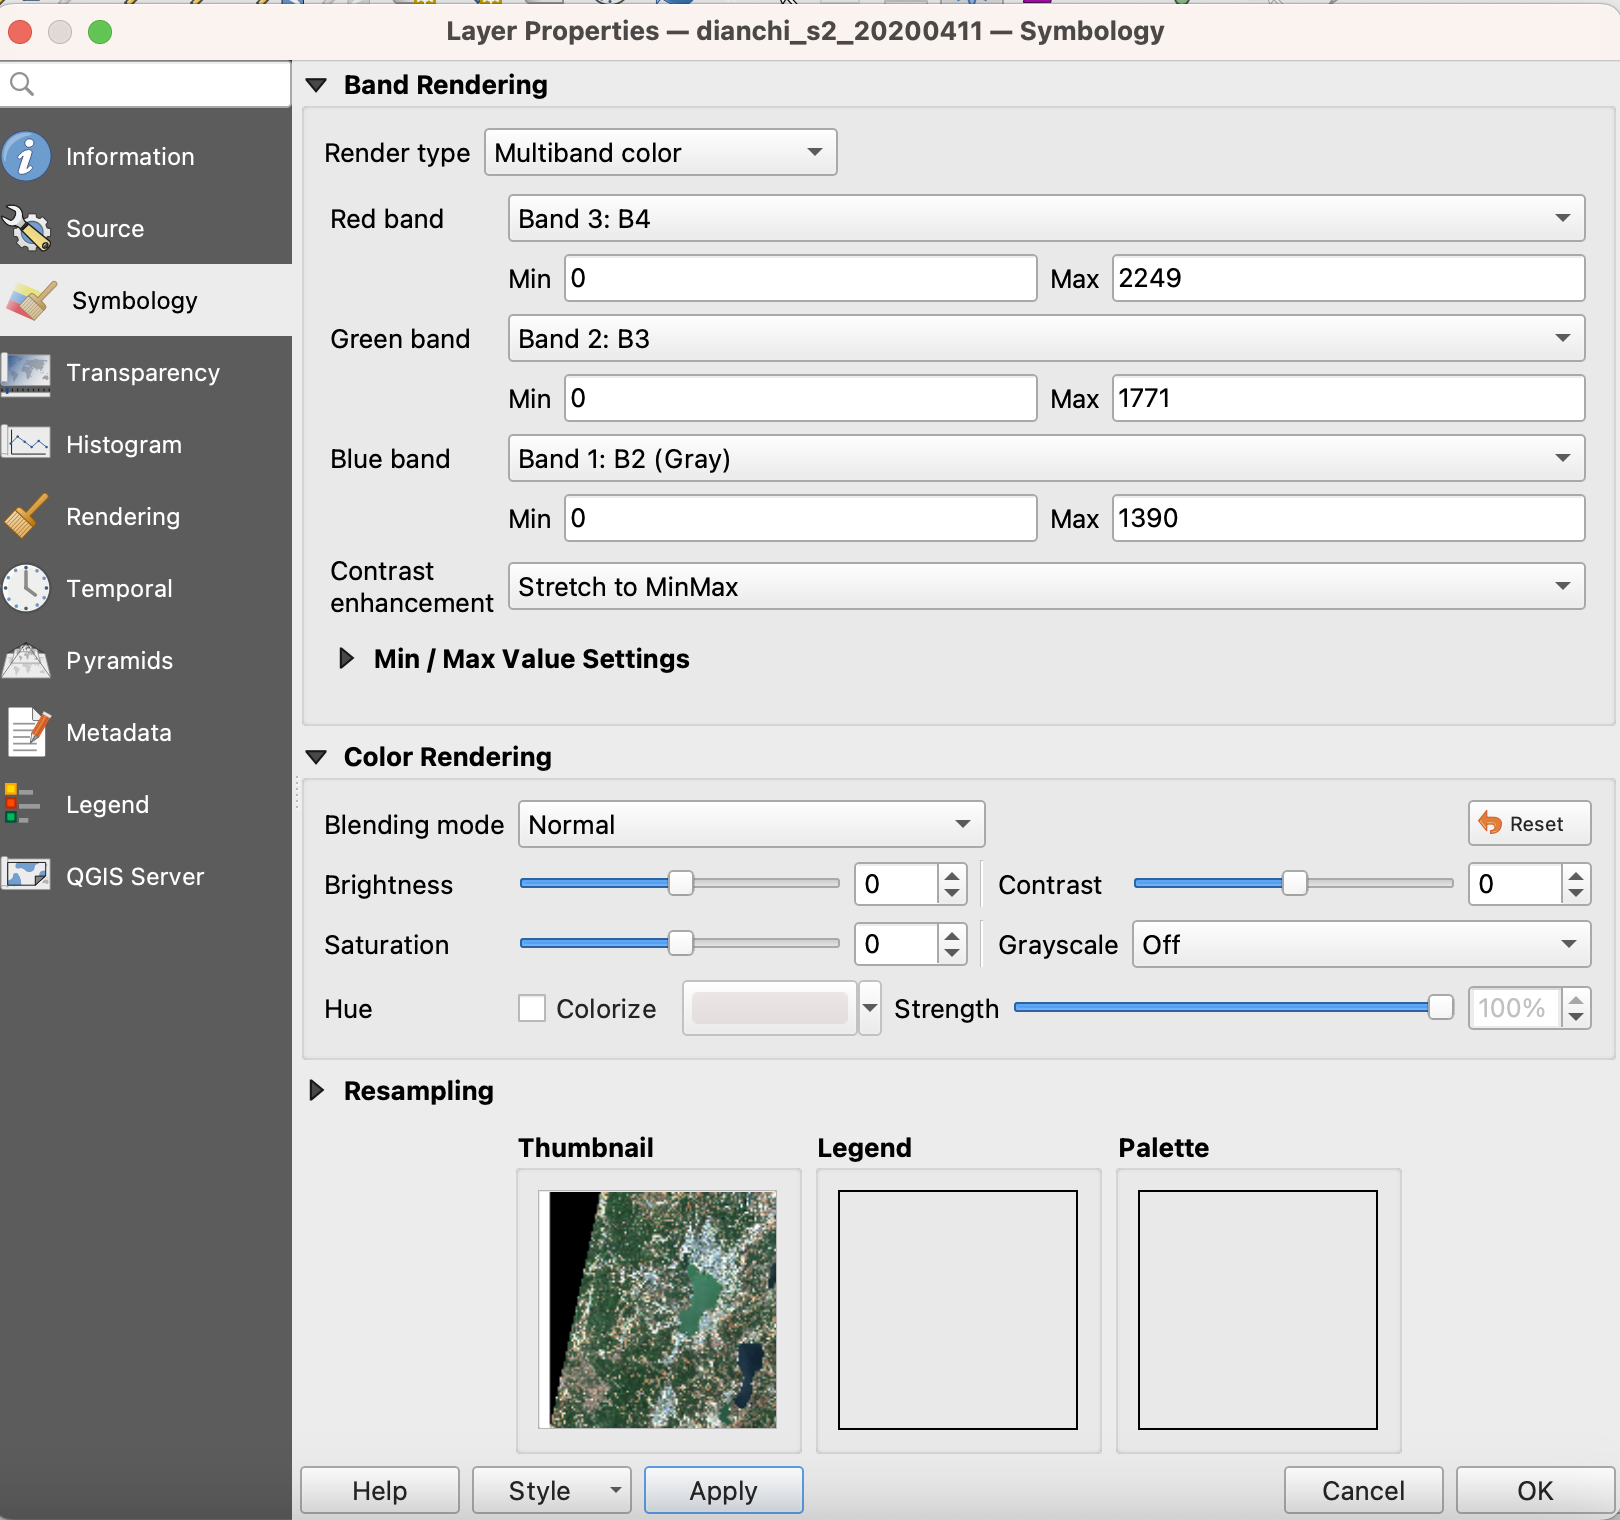 Layer Properties — dianchi_s2_20200411 — Symbology
Information
Source
Symbology
Transparency
Histogram
Rendering
Temporal
Pyramids
Metadata
Legend
QGIS Server
Band Rendering
Render type Multiband color
Red band Band 3: B4
Min 0 Max 2249
Green band Band 2: B3
Min 0 Max 1771
Blue band Band 1: B2 (Gray)
Min 0 Max 1390
Contrast
enhancement Stretch to MinMax
Min / Max Value Settings
Color Rendering
Blending mode Normal Reset
Brightness 0 Contrast 0
Saturation 0 Grayscale Off
Hue Colorize Strength 100%
Resampling
Thumbnail Legend Palette
Help Style Apply Cancel OK